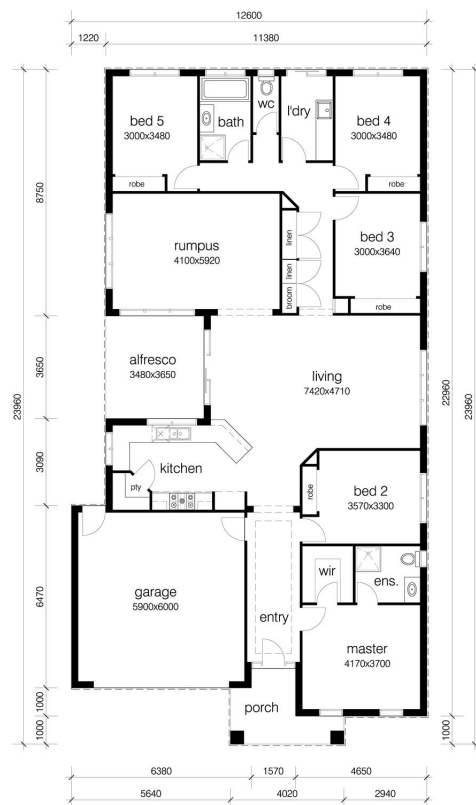 12600
1220
11380
bed 5
3000x3480
robe
bath
wc
l'dry
bed 4
3000x3480
robe
8750
rumpus
4100x5920
linen
linen
broom
bed 3
3000x3640
robe
23960
3650
alfresco
3480x3650
living
7420x4710
22960
23960
3090
kitchen
pty
robe
bed 2
3570x3300
6470
garage
5900x6000
entry
wir
ens.
master
4170x3700
1000
1000
porch
1000
6380
1570
4650
5640
4020
2940